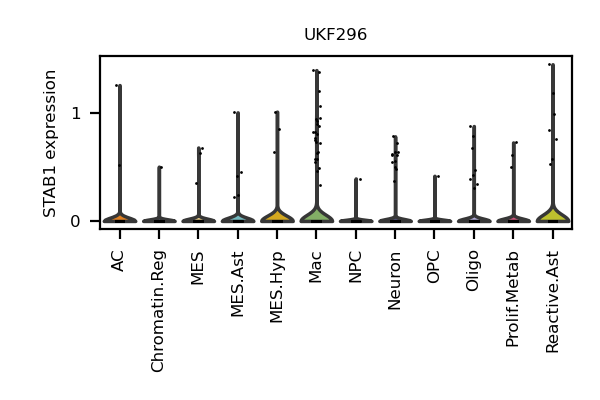 UKF296
STAB1 expression
1
0
AC
Chromatin.Reg
MES
MES.Ast
MES.Hyp
Mac
NPC
Neuron
OPC
Oligo
Prolif.Metab
Reactive.Ast